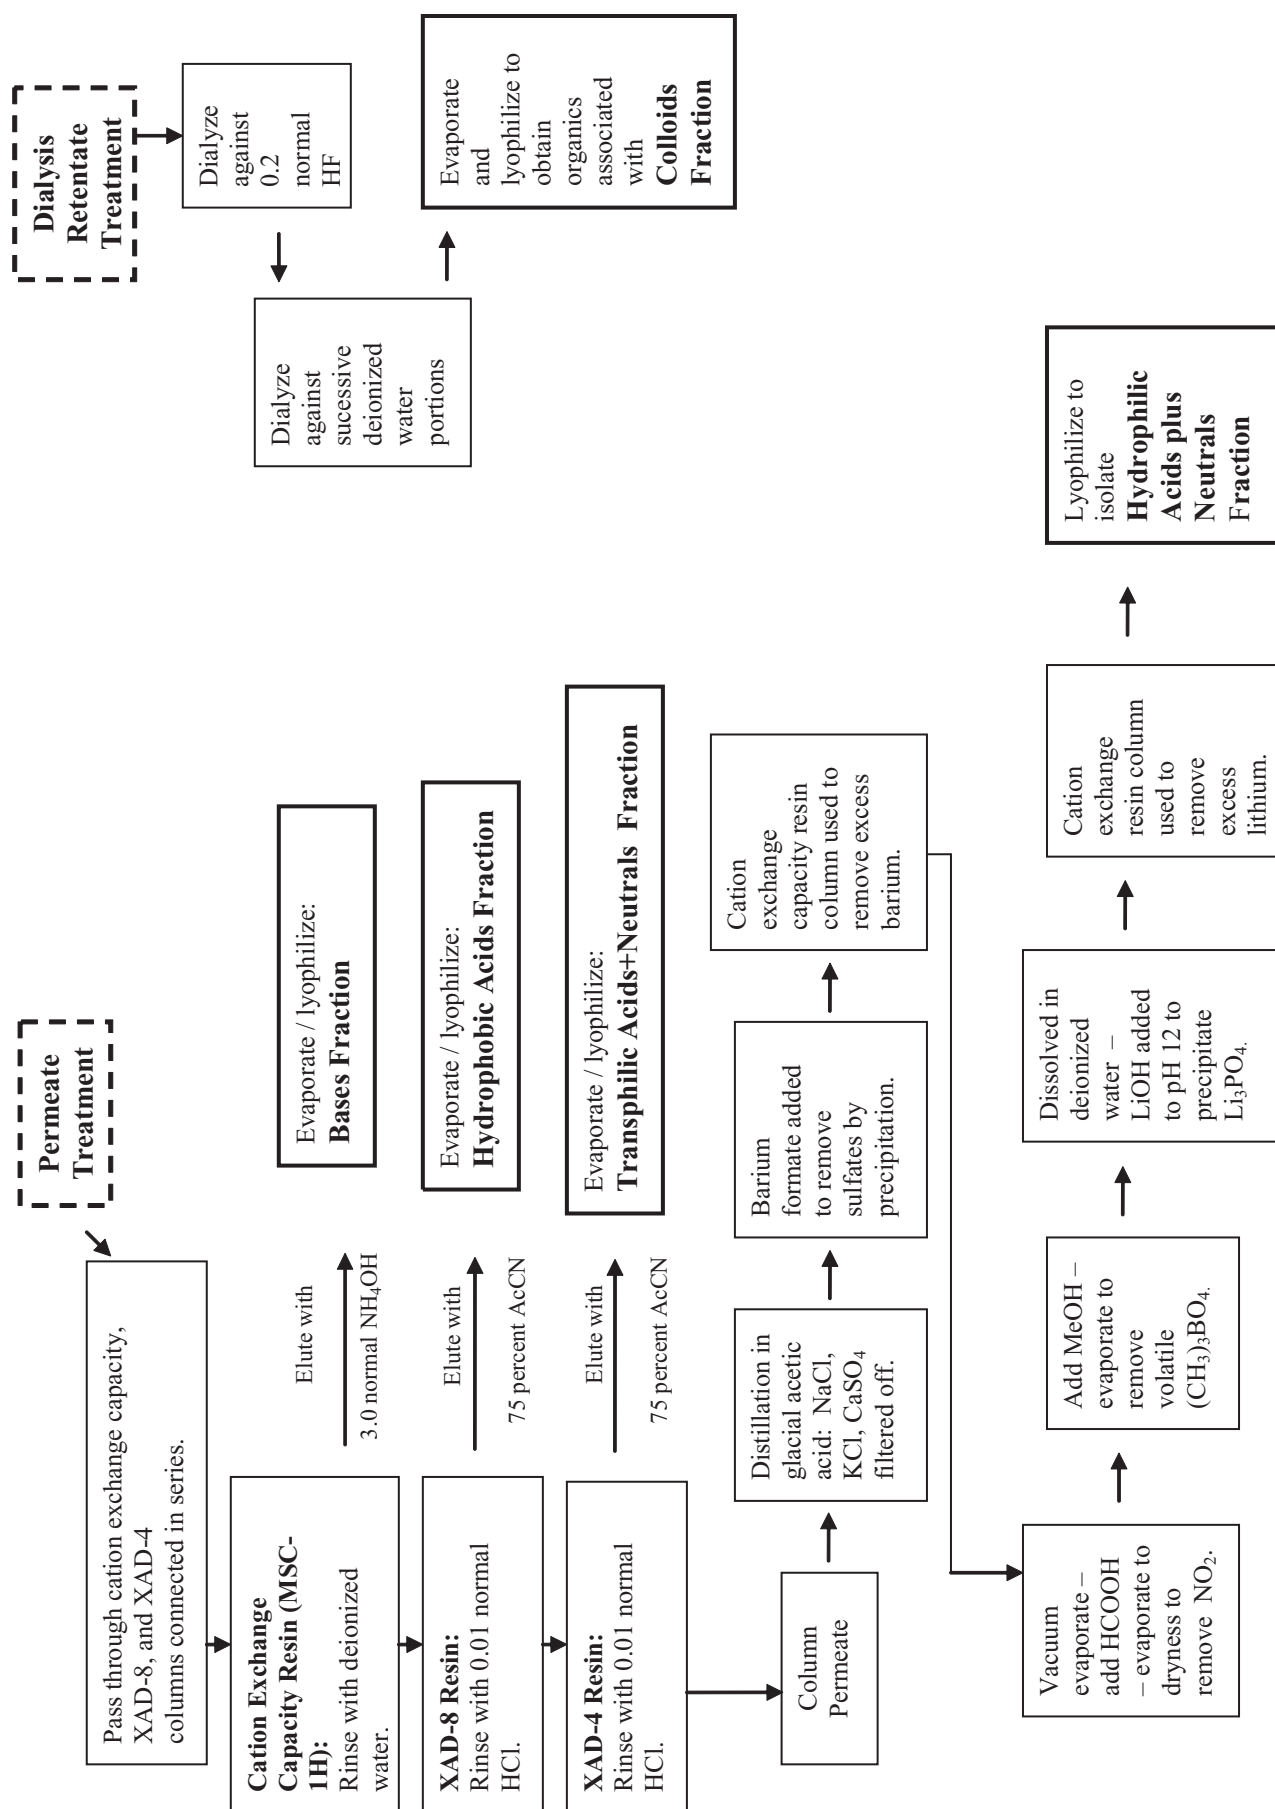 Permeate
Treatment
Pass through cation exchange capacity,
XAD-8, and XAD-4
columns connected in series.
Cation Exchange
Capacity Resin (MSC-
1H):
Rinse with deionized
water.
Elute with
3.0 normal NH₄OH
Evaporate / lyophilize:
Bases Fraction
XAD-8 Resin:
Rinse with 0.01 normal
HCl.
Elute with
75 percent AcCN
Evaporate / lyophilize:
Hydrophobic Acids Fraction
XAD-4 Resin:
Rinse with 0.01 normal
HCl.
Elute with
75 percent AcCN
Evaporate / lyophilize:
Transphilic Acids+Neutrals Fraction
Column
Permeate
Distillation in
glacial acetic
acid: NaCl,
KCl, CaSO₄
filtered off.
Barium
formate added
to remove
sulfates by
precipitation.
Cation
exchange
capacity resin
column used to
remove excess
barium.
Vacuum
evaporate –
add HCOOH
– evaporate to
dryness to
remove NO₂.
Add MeOH –
evaporate to
remove
volatile
(CH₃)₃BO₄.
Dissolved in
deionized
water –
LiOH added
to pH 12 to
precipitate
Li₃PO₄.
Cation
exchange
resin column
used to
remove
excess
lithium.
Lyophilize to
isolate
Hydrophilic
Acids plus
Neutrals
Fraction
Dialysis
Retentate
Treatment
Dialyze
against
0.2
normal
HF
Dialyze
against
sucessive
deionized
water
portions
Evaporate
and
lyophilize to
obtain
organics
associated
with
Colloids
Fraction